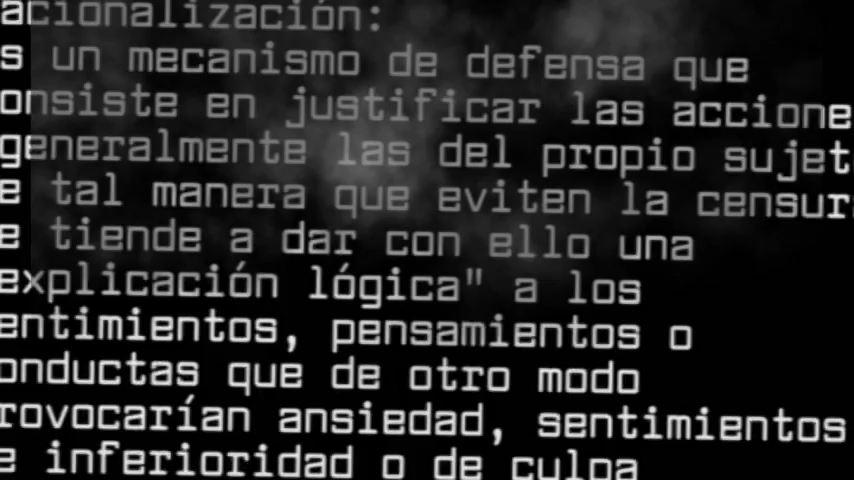 acionalización:
s un mecanismo de defensa que
onsiste en justificar las accione
generalmente las del propio sujet
e tal manera que eviten la censur
e tiende a dar con ello una
explicación lógica" a los
entimientos, pensamientos o
onductas que de otro modo
rovocarían ansiedad, sentimientos
e inferioridad o de culpa